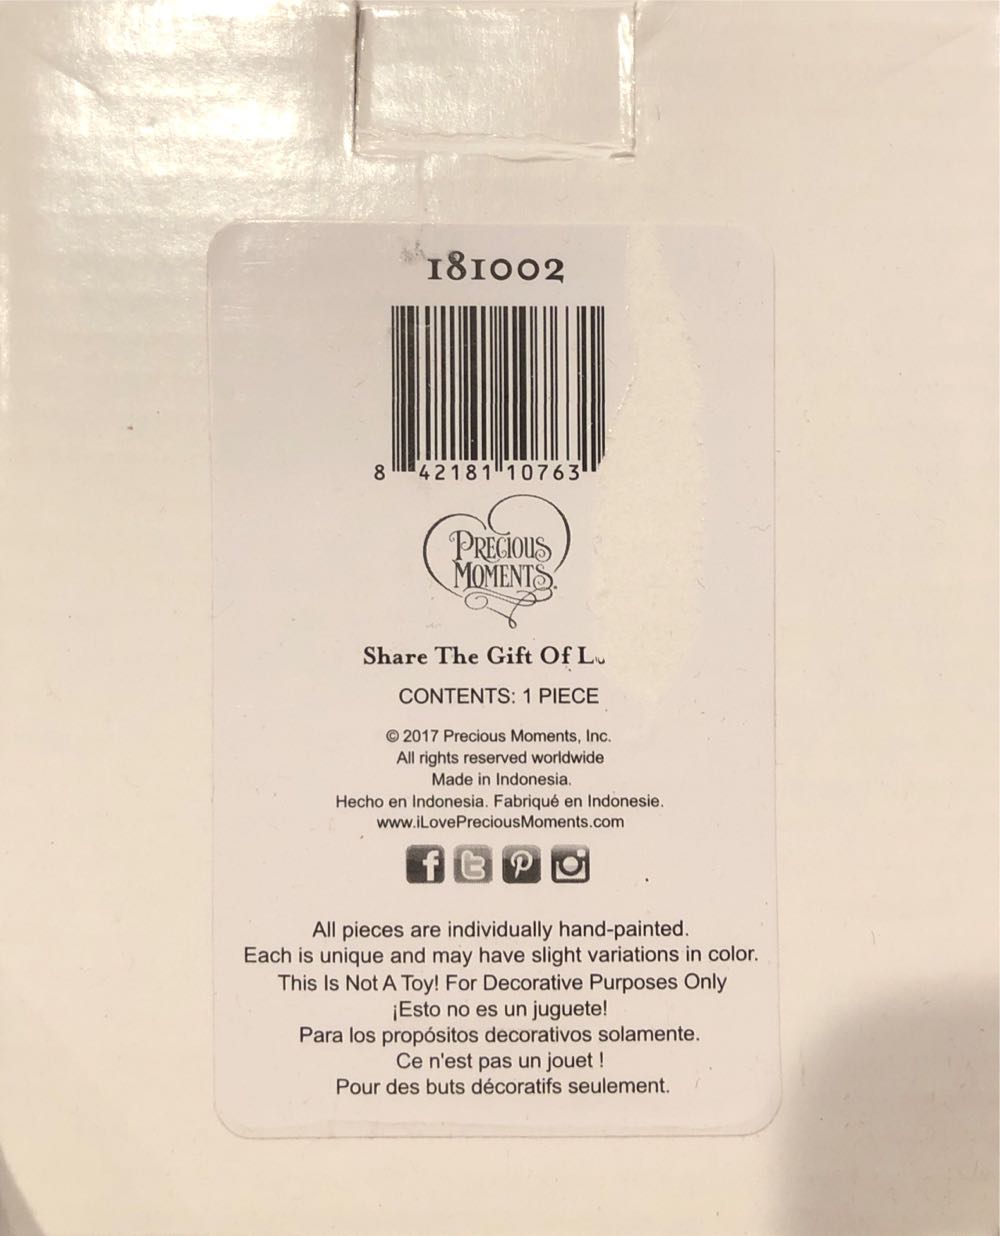 181002
8 42181 10763
PRECIOUS
MOMENTS
Share The Gift Of
CONTENTS: 1 PIECE
© 2017 Precious Moments, Inc.
All rights reserved worldwide
Made in Indonesia.
Hecho en Indonesia. Fabriqué en Indonesie.
www.iLovePreciousMoments.com
All pieces are individually hand-painted.
Each is unique and may have slight variations in color.
This Is Not A Toy! For Decorative Purposes Only
¡Esto no es un juguete!
Para los propósitos decorativos solamente.
Ce n'est pas un jouet !
Pour des buts décoratifs seulement.